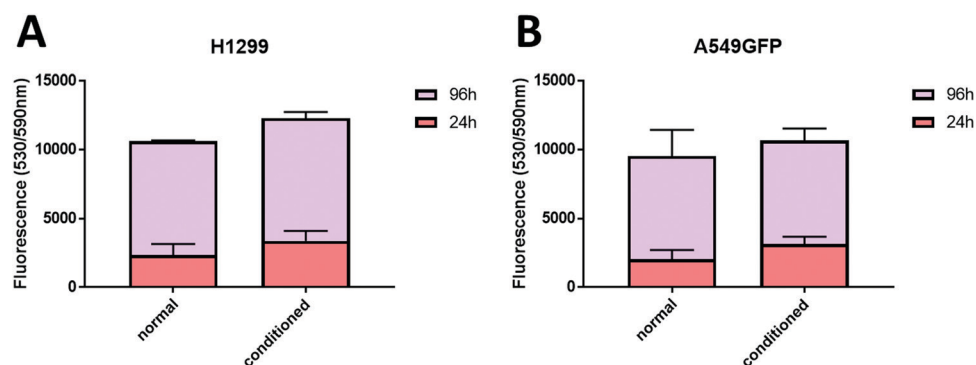 A
H1299
Fluorescence (530/590nm)
15000
10000
5000
0
normal
conditioned
96h
24h
B
A549GFP
Fluorescence (530/590nm)
15000
10000
5000
0
normal
conditioned
96h
24h